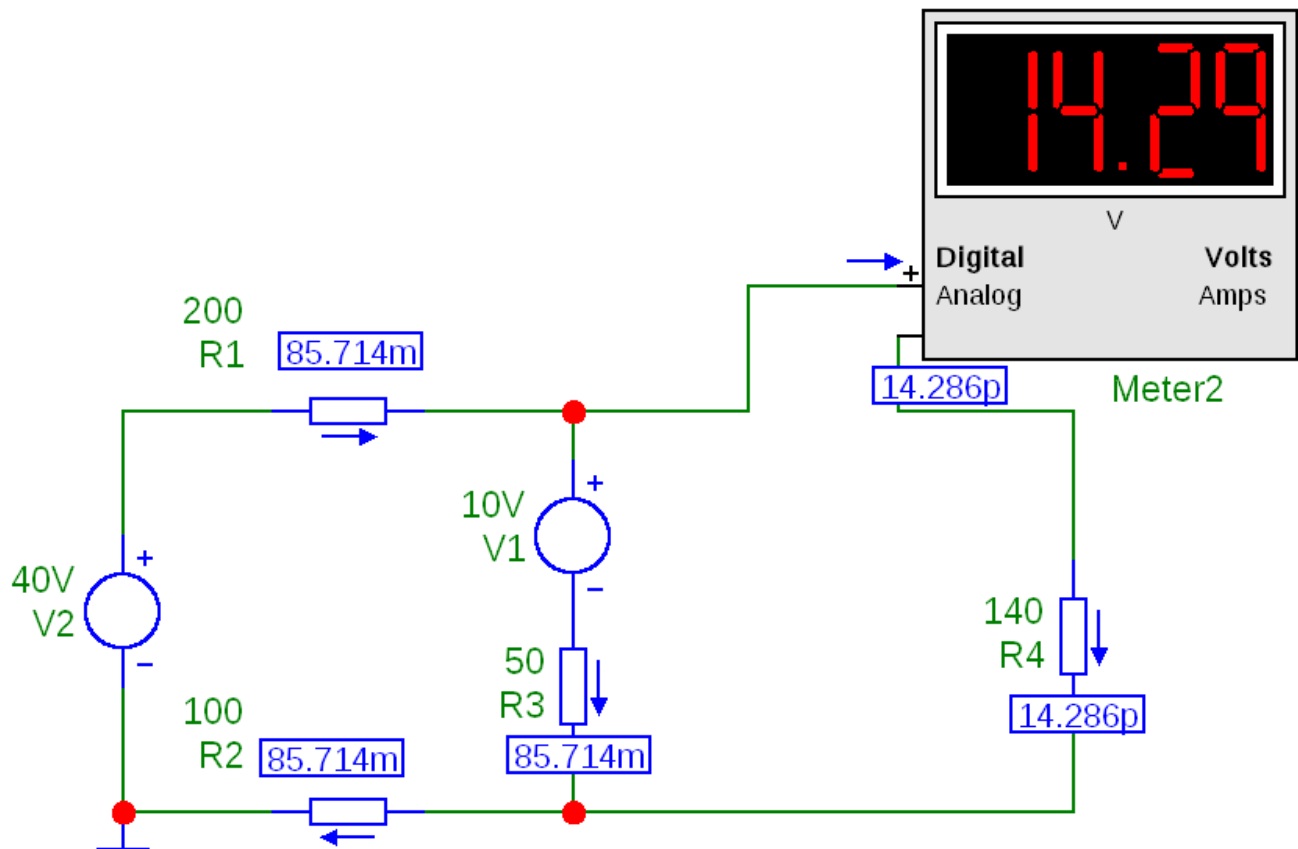 14.29
V
Digital Volts
Analog Amps
+
Meter2
14.286p
200
R1
85.714m
10V
V1
+
−
40V
V2
+
−
50
R3
85.714m
100
R2
85.714m
140
R4
14.286p